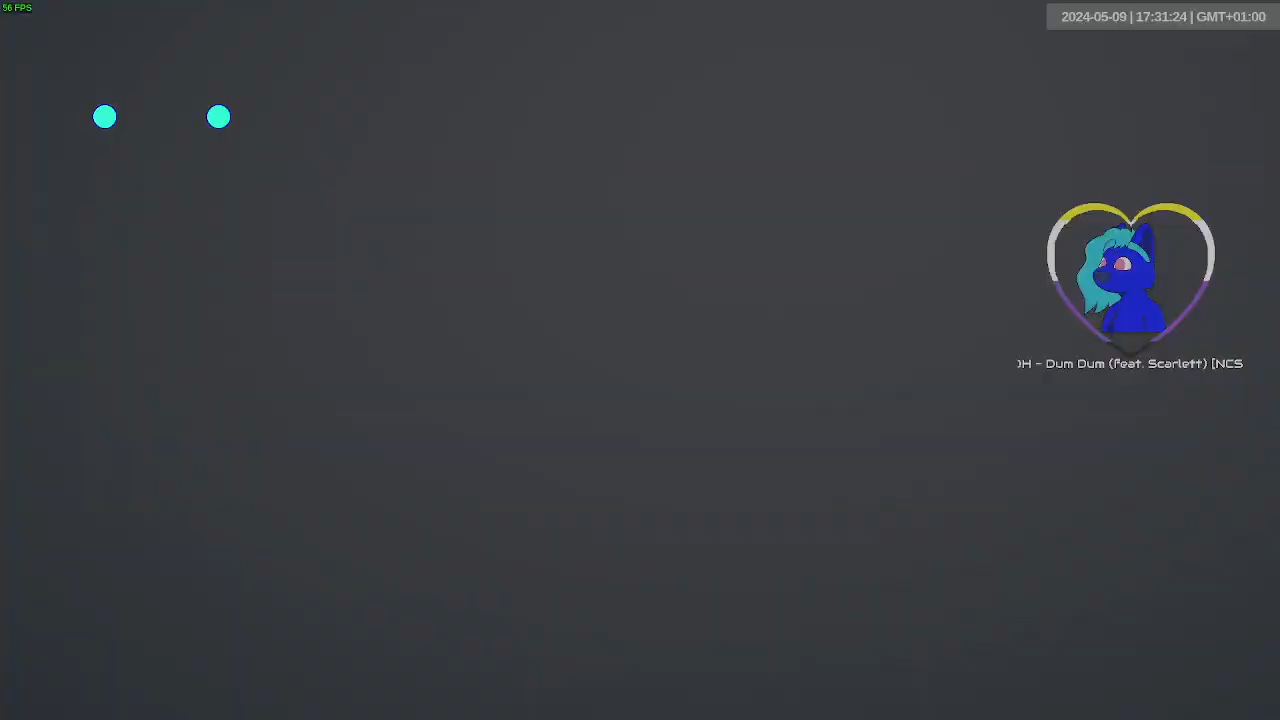 56 FPS
2024-05-09 | 17:31:24 | GMT+01:00
H - Dum Dum (feat. Scarlett) [NCS